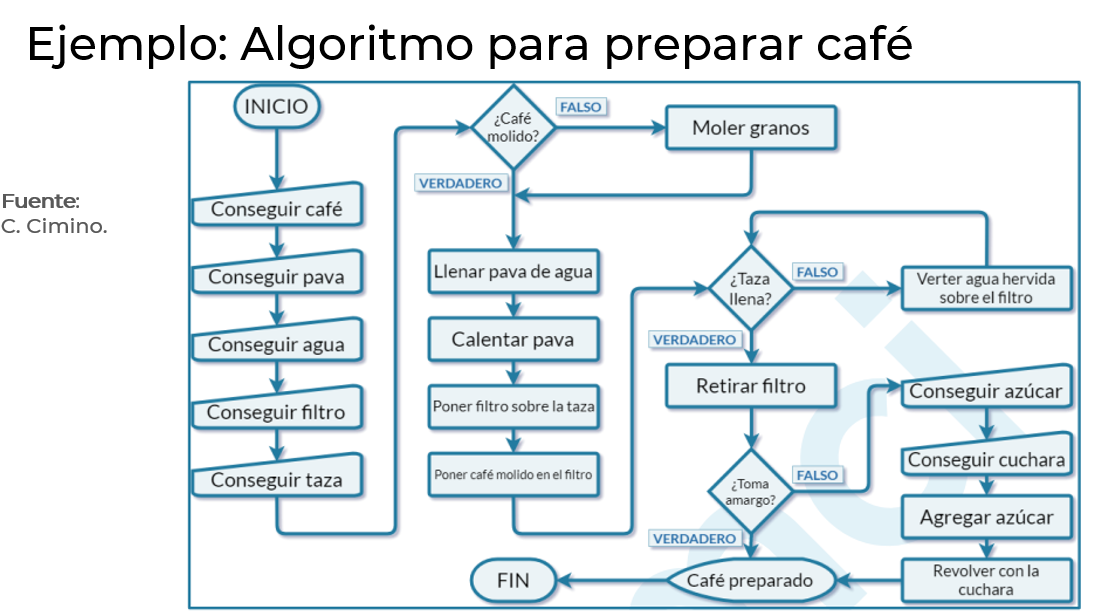 Ejemplo: Algoritmo para preparar café
Fuente:
C. Cimino.
INICIO
Conseguir café
Conseguir pava
Conseguir agua
Conseguir filtro
Conseguir taza
¿Café
molido?
FALSO
Moler granos
VERDADERO
Llenar pava de agua
Calentar pava
Poner filtro sobre la taza
Poner café molido en el filtro
¿Taza
llena?
FALSO
Verter agua hervida
sobre el filtro
VERDADERO
Retirar filtro
¿Toma
amargo?
FALSO
Conseguir azúcar
Conseguir cuchara
Agregar azúcar
Revolver con la
cuchara
VERDADERO
Café preparado
FIN